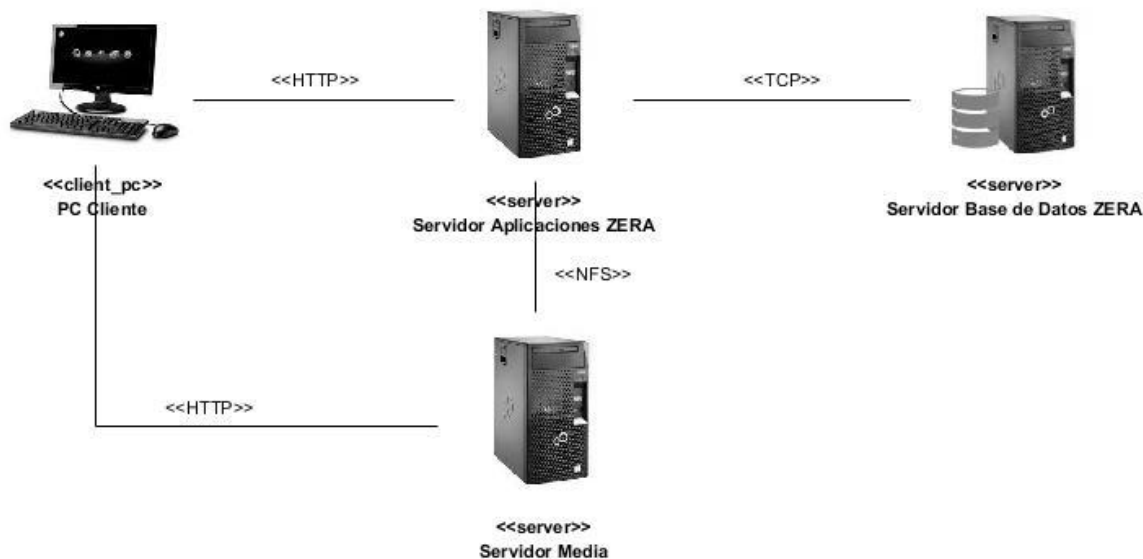 <<HTTP>>
<<TCP>>
<<client_pc>>
PC Cliente
<<server>>
Servidor Aplicaciones ZERA
<<server>>
Servidor Base de Datos ZERA
<<NFS>>
<<HTTP>>
<<server>>
Servidor Media